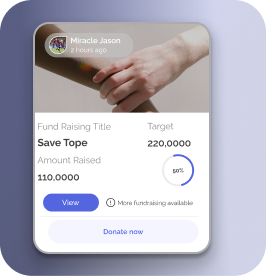 Miracle Jason
2 hours ago
Fund Raising Title
Target
Save Tope
220,0000
Amount Raised
110,0000
50%
View
More fundraising available
Donate now